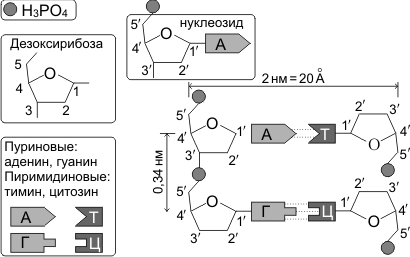 H₃PO₄
Дезоксирибоза
5
O
4
1
3
2
Пуриновые:
аденин, гуанин
Пиримидиновые:
тимин, цитозин
А
Т
Г
Ц
нуклеозид
5′
O
4′
1′
А
3′
2′
2 нм = 20 Å
0,34 нм
5′
O
4′
1′
3′
2′
А
Т
2′
3′
1′
O
4′
5′
5′
O
4′
1′
3′
2′
Г
Ц
2′
3′
1′
O
4′
5′